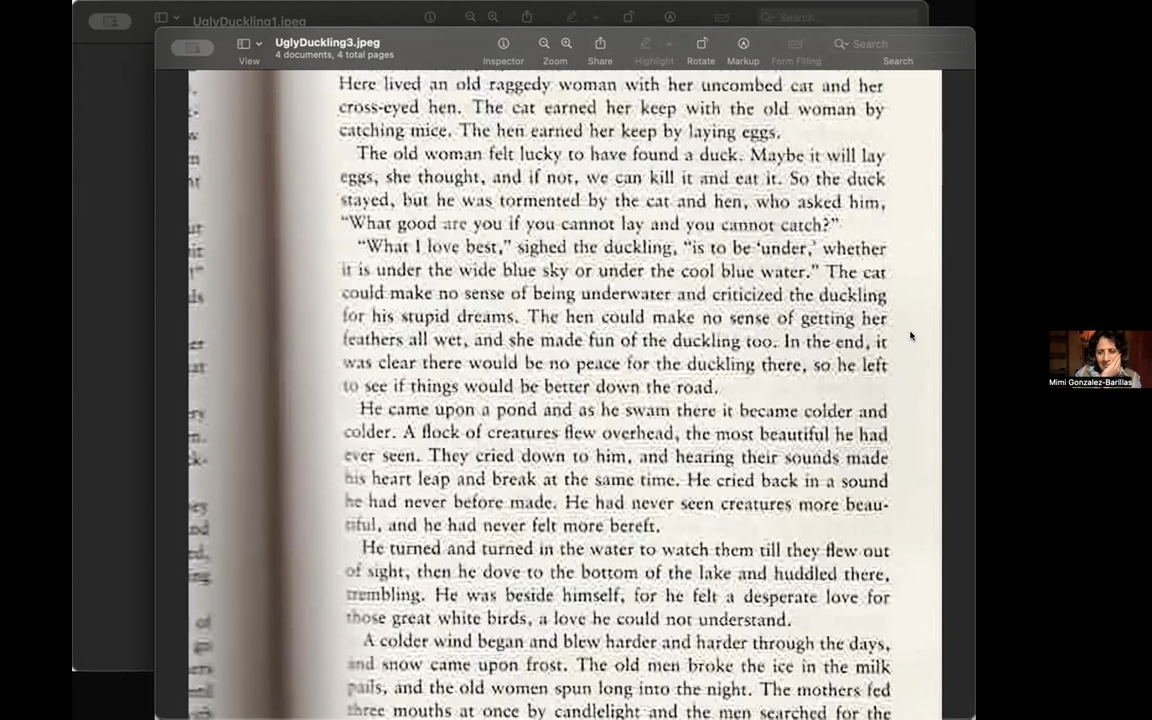 UglyDuckling1.jpeg
Search
UglyDuckling3.jpeg
4 documents, 4 total pages
View
Inspector
Zoom
Share
Highlight
Rotate
Markup
Form Filling
Search
Search
Here lived an old raggedy woman with her uncombed cat and her
cross-eyed hen. The cat earned her keep with the old woman by
catching mice. The hen earned her keep by laying eggs.
The old woman felt lucky to have found a duck. Maybe it will lay
eggs, she thought, and if not, we can kill it and eat it. So the duck
stayed, but he was tormented by the cat and hen, who asked him,
“What good are you if you cannot lay and you cannot catch?”
“What I love best,” sighed the duckling, “is to be ‘under,’ whether
it is under the wide blue sky or under the cool blue water.” The cat
could make no sense of being underwater and criticized the duckling
for his stupid dreams. The hen could make no sense of getting her
feathers all wet, and she made fun of the duckling too. In the end, it
was clear there would be no peace for the duckling there, so he left
to see if things would be better down the road.
He came upon a pond and as he swam there it became colder and
colder. A flock of creatures flew overhead, the most beautiful he had
ever seen. They cried down to him, and hearing their sounds made
his heart leap and break at the same time. He cried back in a sound
he had never before made. He had never seen creatures more beau-
tiful, and he had never felt more bereft.
He turned and turned in the water to watch them till they flew out
of sight, then he dove to the bottom of the lake and huddled there,
trembling. He was beside himself, for he felt a desperate love for
those great white birds, a love he could not understand.
A colder wind began and blew harder and harder through the days,
and snow came upon frost. The old men broke the ice in the milk
pails, and the old women spun long into the night. The mothers fed
three mouths at once by candlelight and the men searched for the
Mimi Gonzalez-Barillas